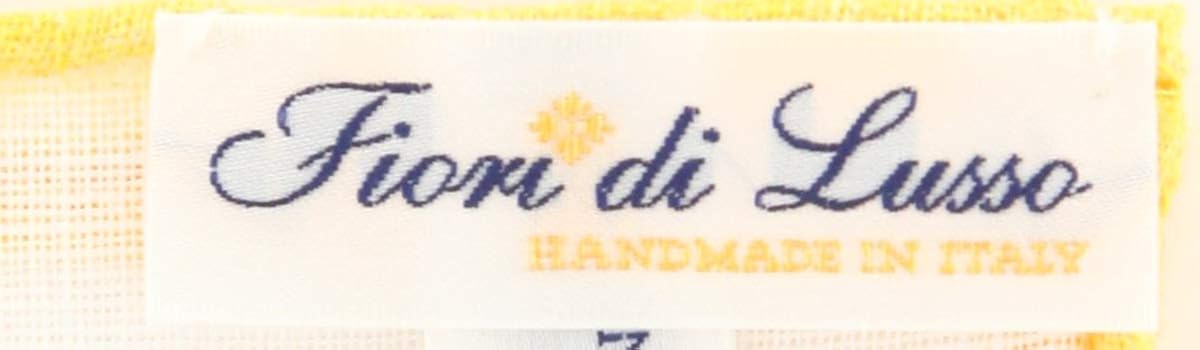 Fiori di Lusso
HANDMADE IN ITALY